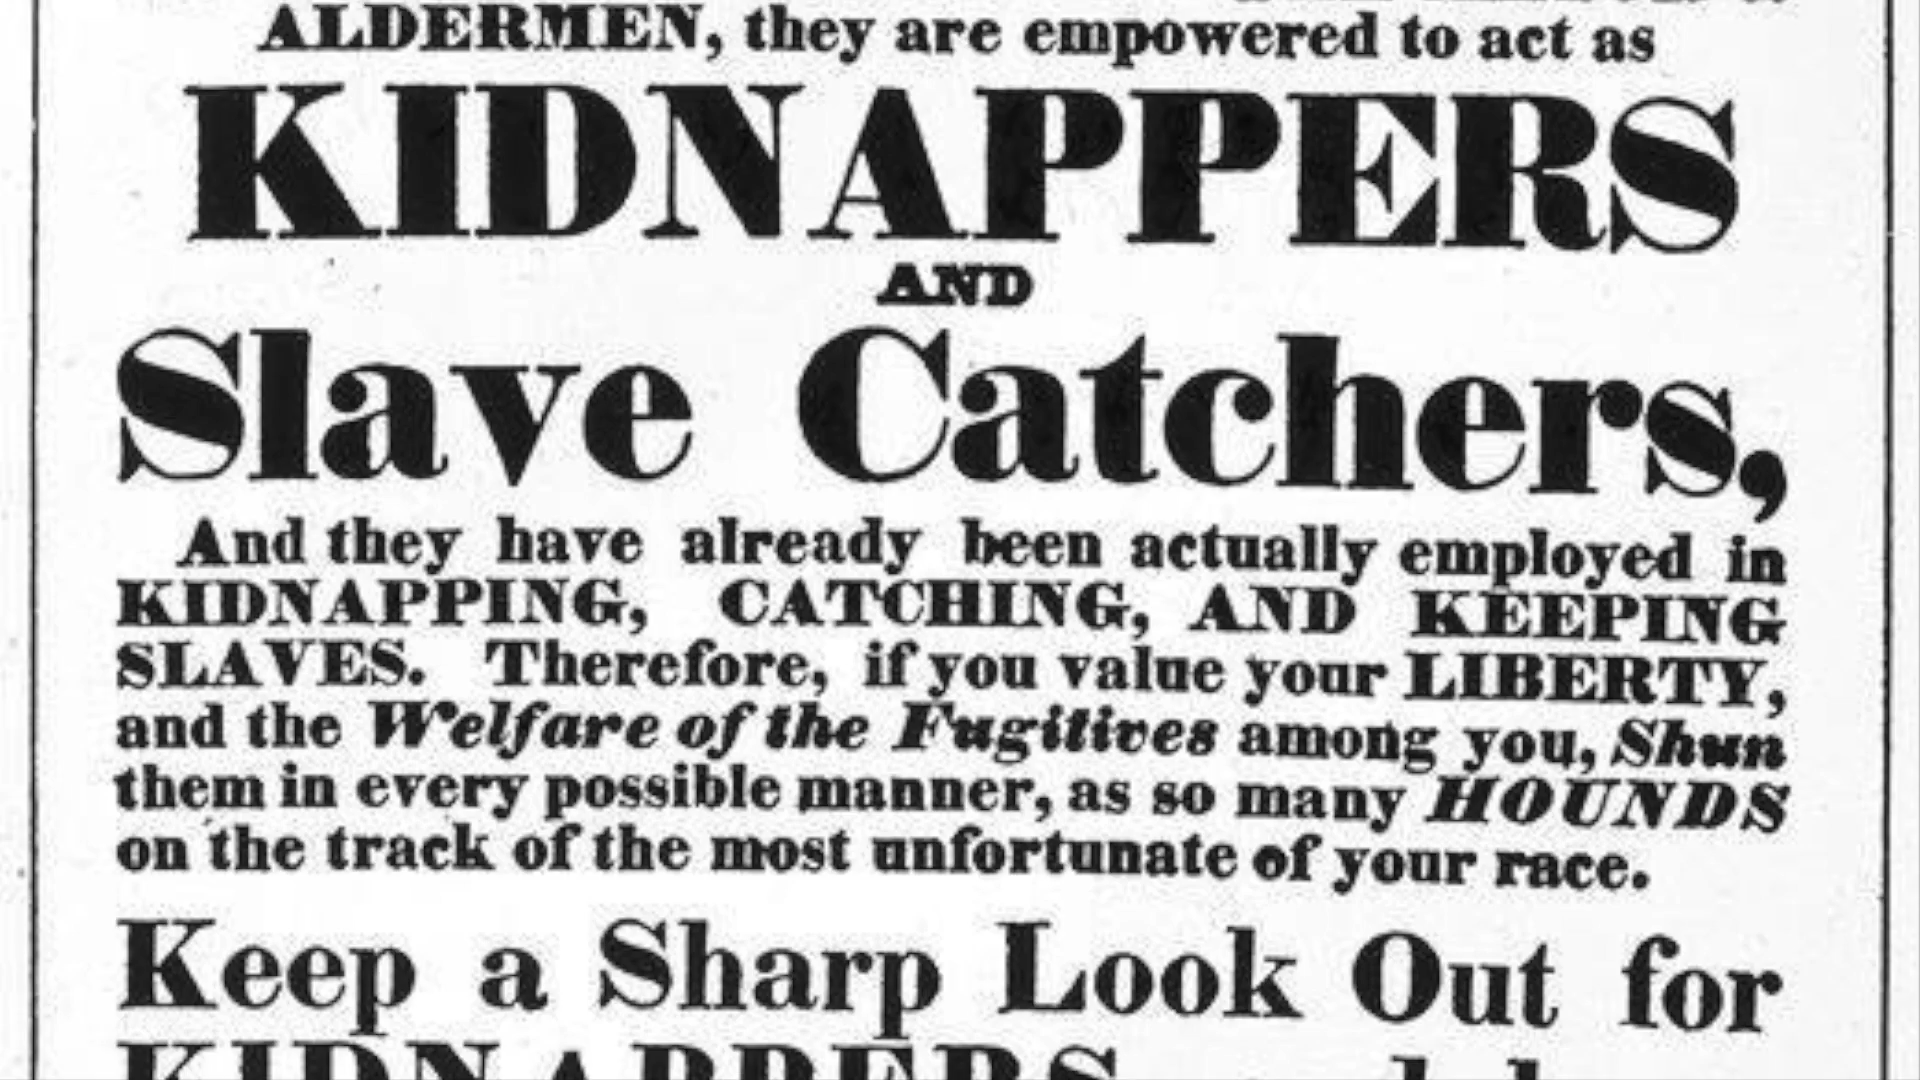 ALDERMEN, they are empowered to act as
KIDNAPPERS
AND
Slave Catchers,
And they have already been actually employed in
KIDNAPPING, CATCHING, AND KEEPING
SLAVES. Therefore, if you value your LIBERTY,
and the Welfare of the Fugitives among you, Shun
them in every possible manner, as so many HOUNDS
on the track of the most unfortunate of your race.
Keep a Sharp Look Out for
KIDNAPPERS